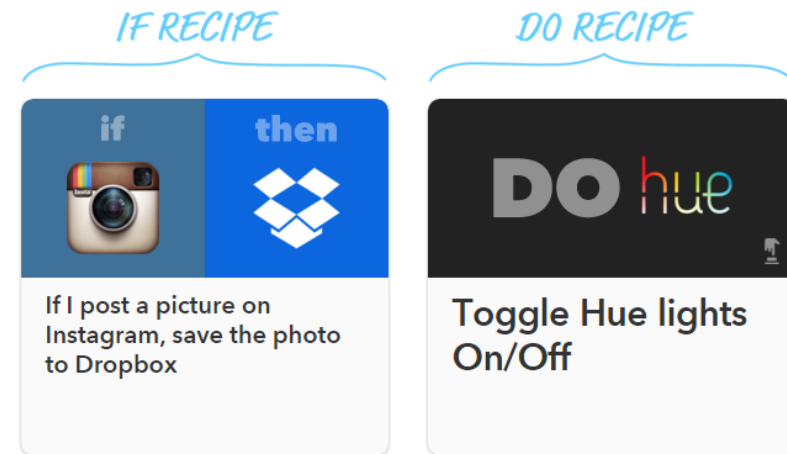 IF RECIPE
DO RECIPE
if
then
DO hue
If I post a picture on
Instagram, save the photo
to Dropbox
Toggle Hue lights
On/Off